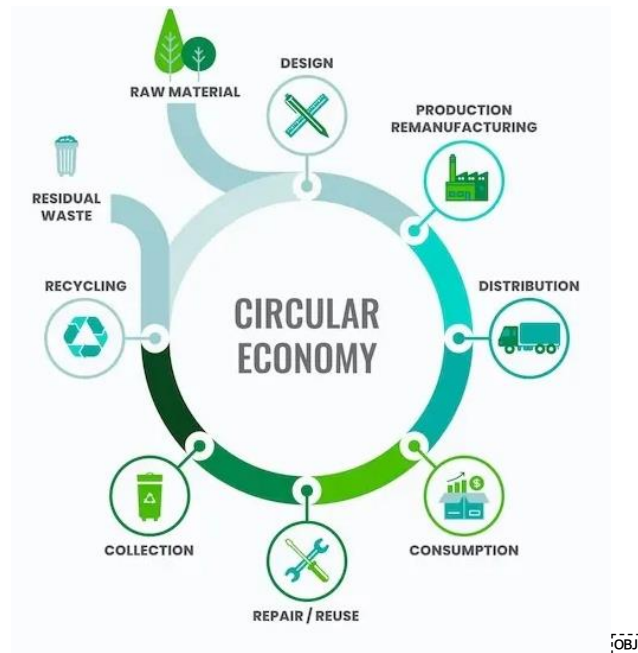 RAW MATERIAL
DESIGN
PRODUCTION
REMANUFACTURING
RESIDUAL
WASTE
RECYCLING
DISTRIBUTION
CIRCULAR
ECONOMY
COLLECTION
CONSUMPTION
REPAIR / REUSE
OBJ